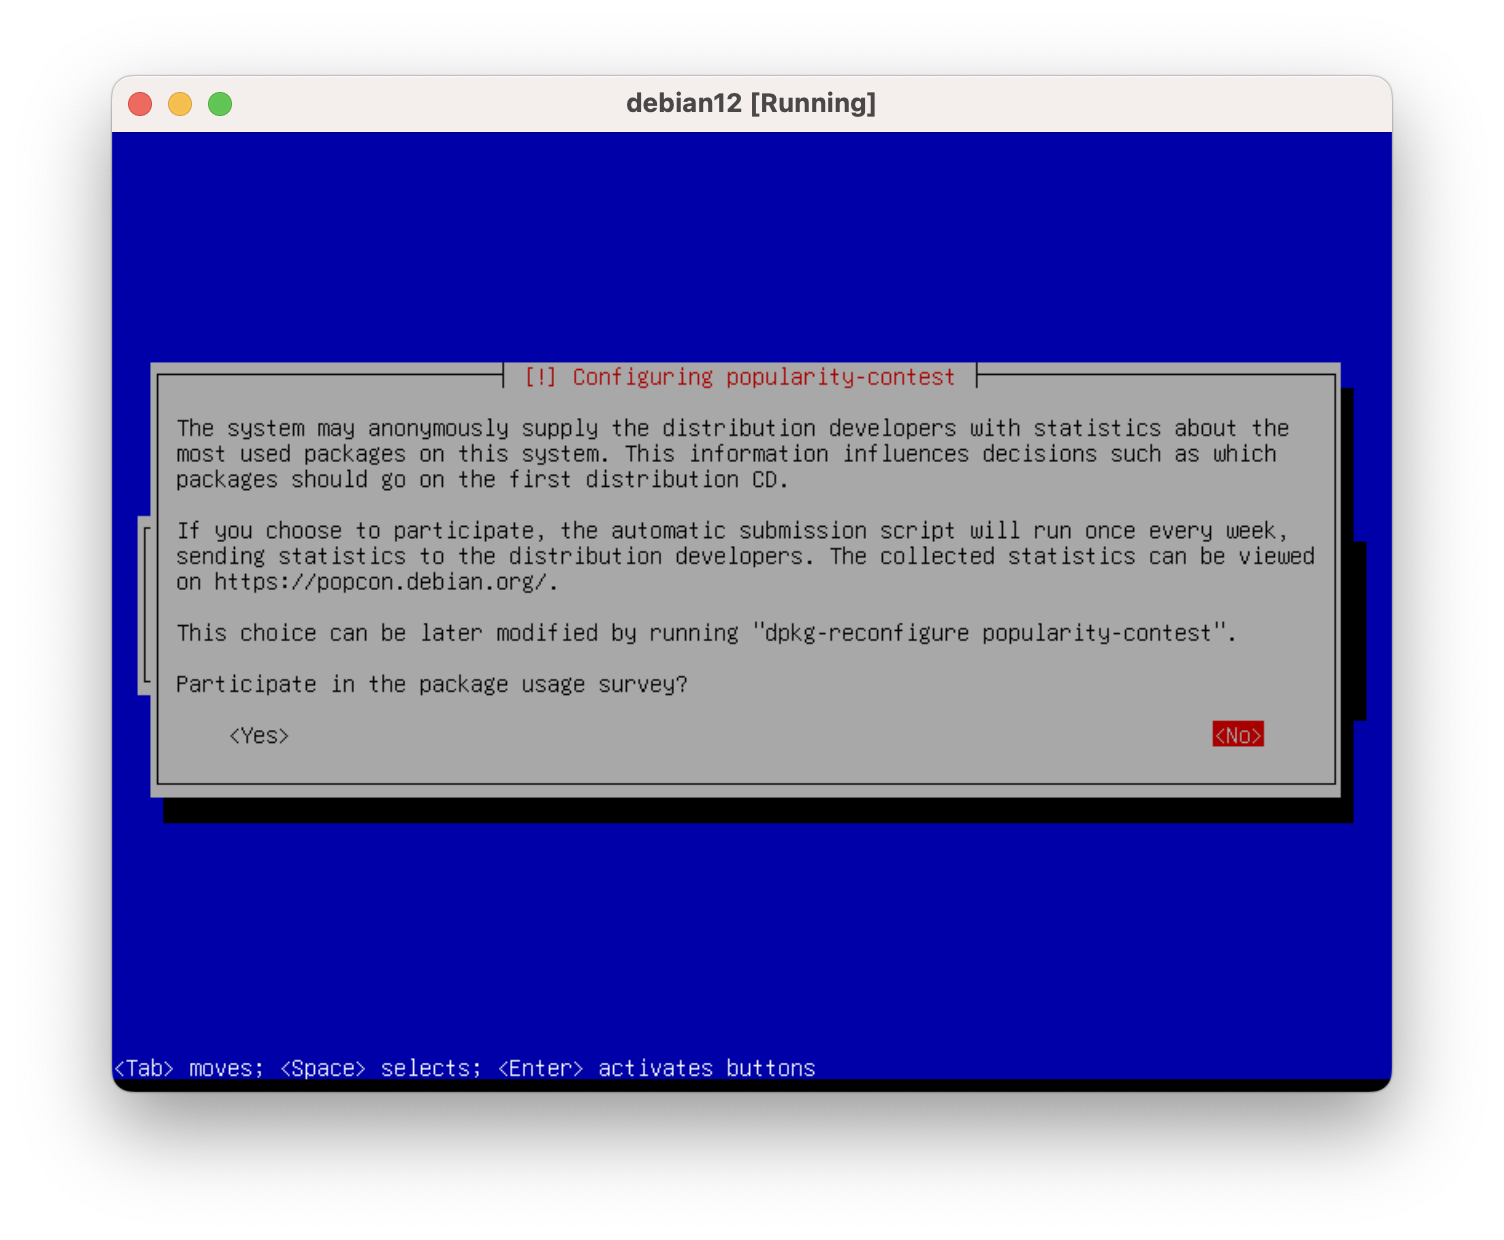 debian12 [Running]
[!] Configuring popularity-contest
The system may anonymously supply the distribution developers with statistics about the
most used packages on this system. This information influences decisions such as which
packages should go on the first distribution CD.
If you choose to participate, the automatic submission script will run once every week,
sending statistics to the distribution developers. The collected statistics can be viewed
on https://popcon.debian.org/.
This choice can be later modified by running "dpkg-reconfigure popularity-contest".
Participate in the package usage survey?
<Yes> <No>
<Tab> moves; <Space> selects; <Enter> activates buttons